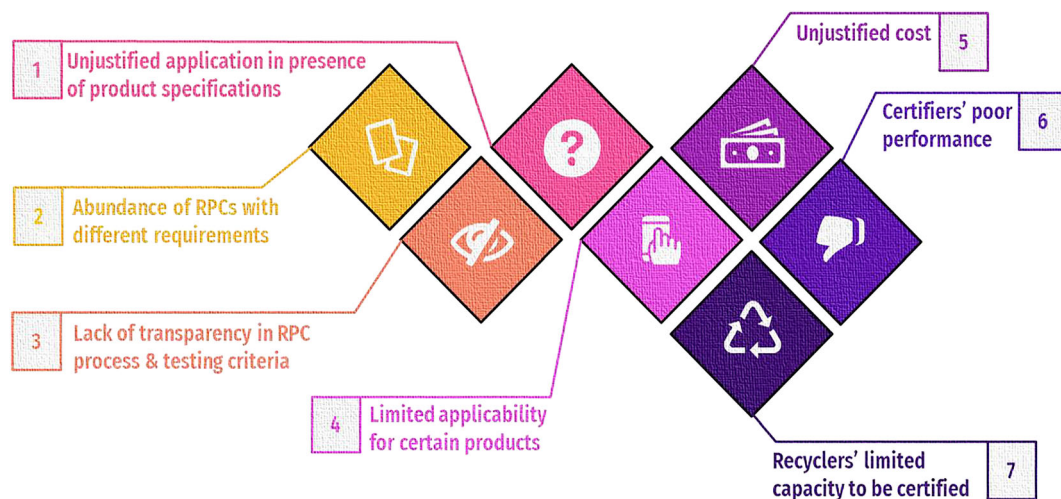 1
Unjustified application in presence
of product specifications
2
Abundance of RPCs with
different requirements
3
Lack of transparency in RPC
process & testing criteria
4
Limited applicability
for certain products
Unjustified cost
5
Certifiers' poor
performance
6
Recyclers' limited
capacity to be certified
7
?